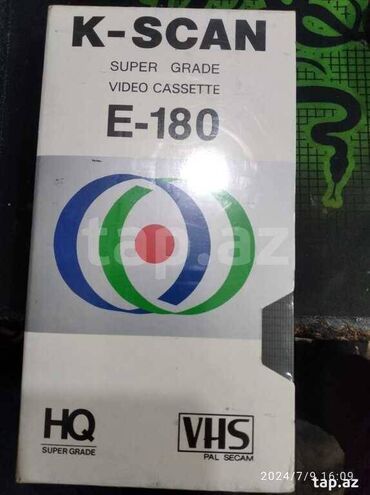 K-SCAN
SUPER GRADE
VIDEO CASSETTE
E-180
tap.az
HQ
SUPER GRADE
VHS
PAL SECAM
2024/7/9 16:09
tap.az